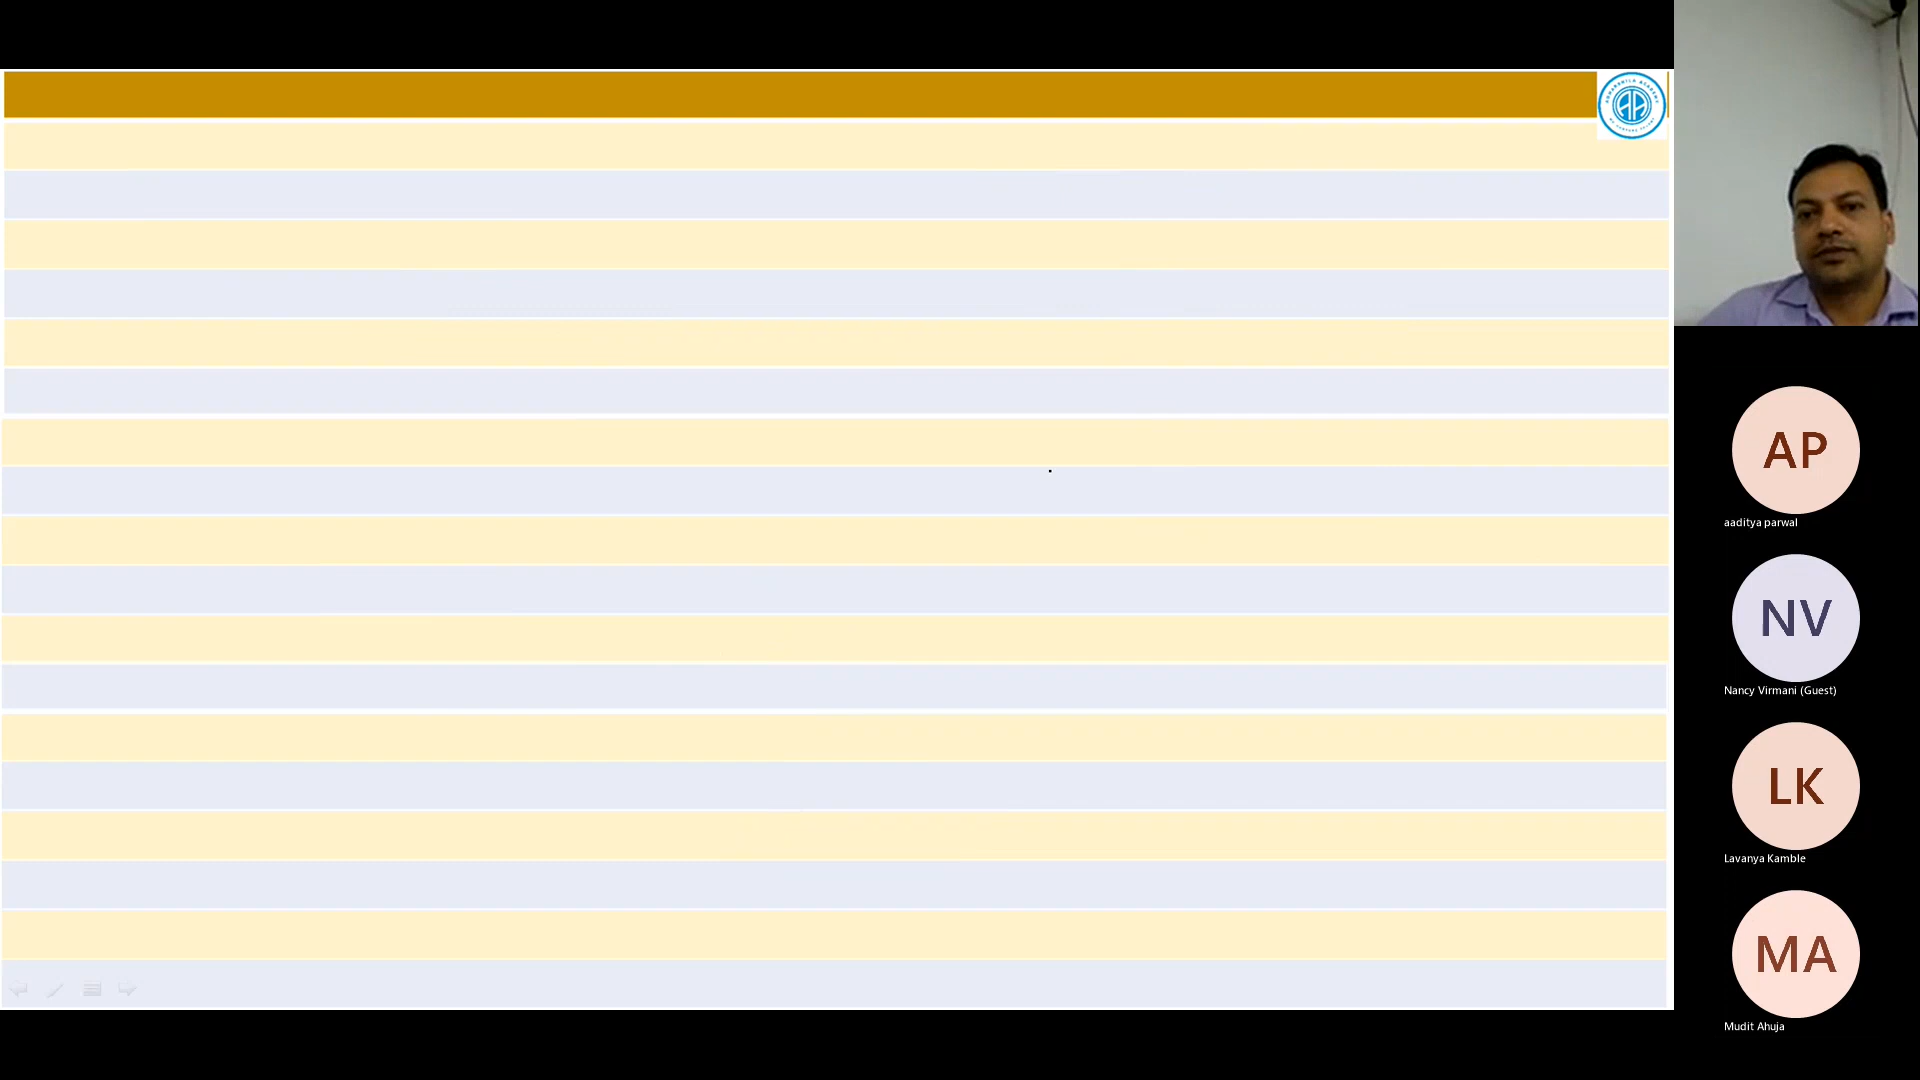 AP
aaditya parwal
NV
Nancy Virmani (Guest)
LK
Lavanya Kamble
MA
Mudit Ahuja